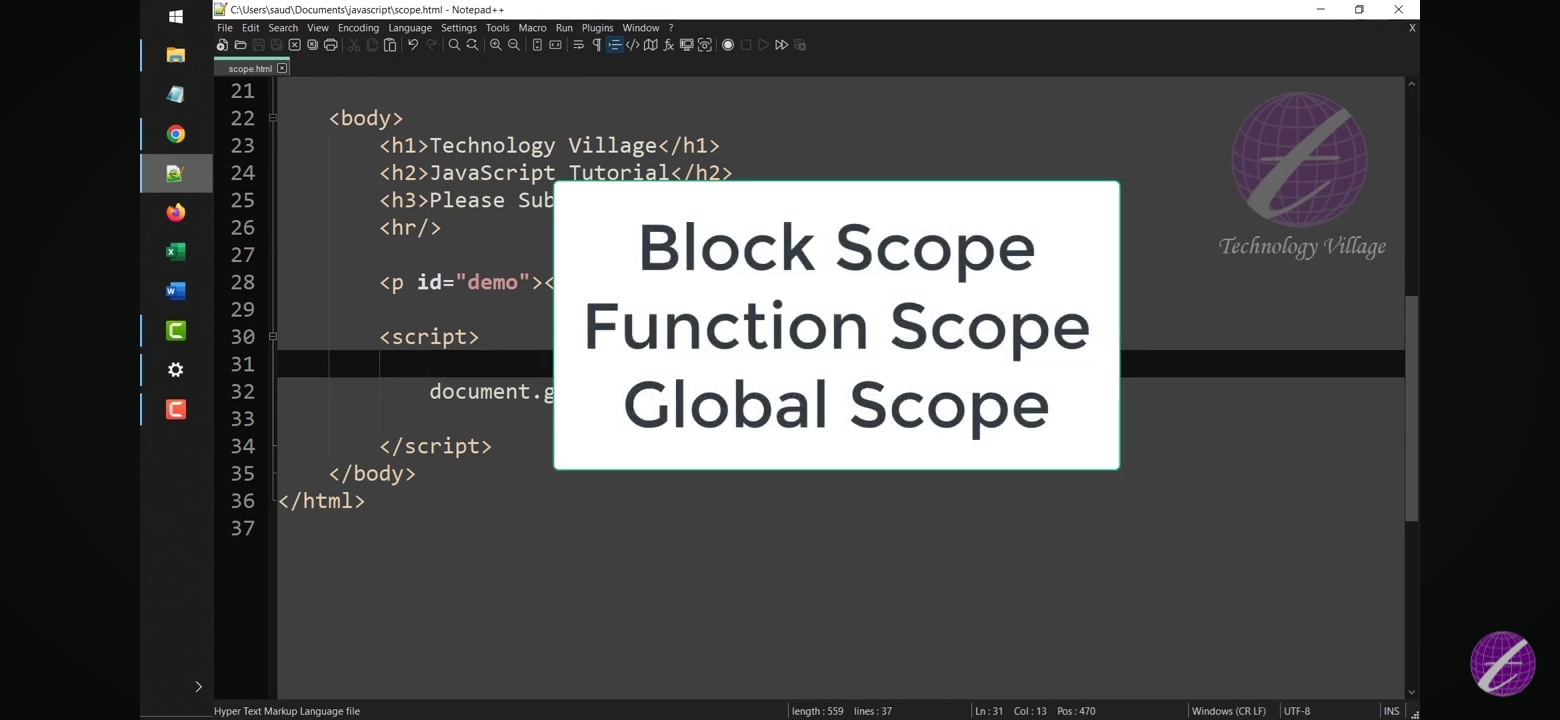 C:\Users\saud\Documents\javascript\scope.html - Notepad++
File Edit Search View Encoding Language Settings Tools Macro Run Plugins Window ? X
scope.html
21
22 <body>
23 <h1>Technology Village</h1>
24 <h2>JavaScript Tutorial</h2>
25 <h3>Please Sub
26 <hr/>
27
28 <p id="demo"><
29
30 <script>
31
32 document.g
33
34 </script>
35 </body>
36 </html>
37
Block Scope
Function Scope
Global Scope
Technology Village
Hyper Text Markup Language file length : 559 lines : 37 Ln : 31 Col : 13 Pos : 470 Windows (CR LF) UTF-8 INS